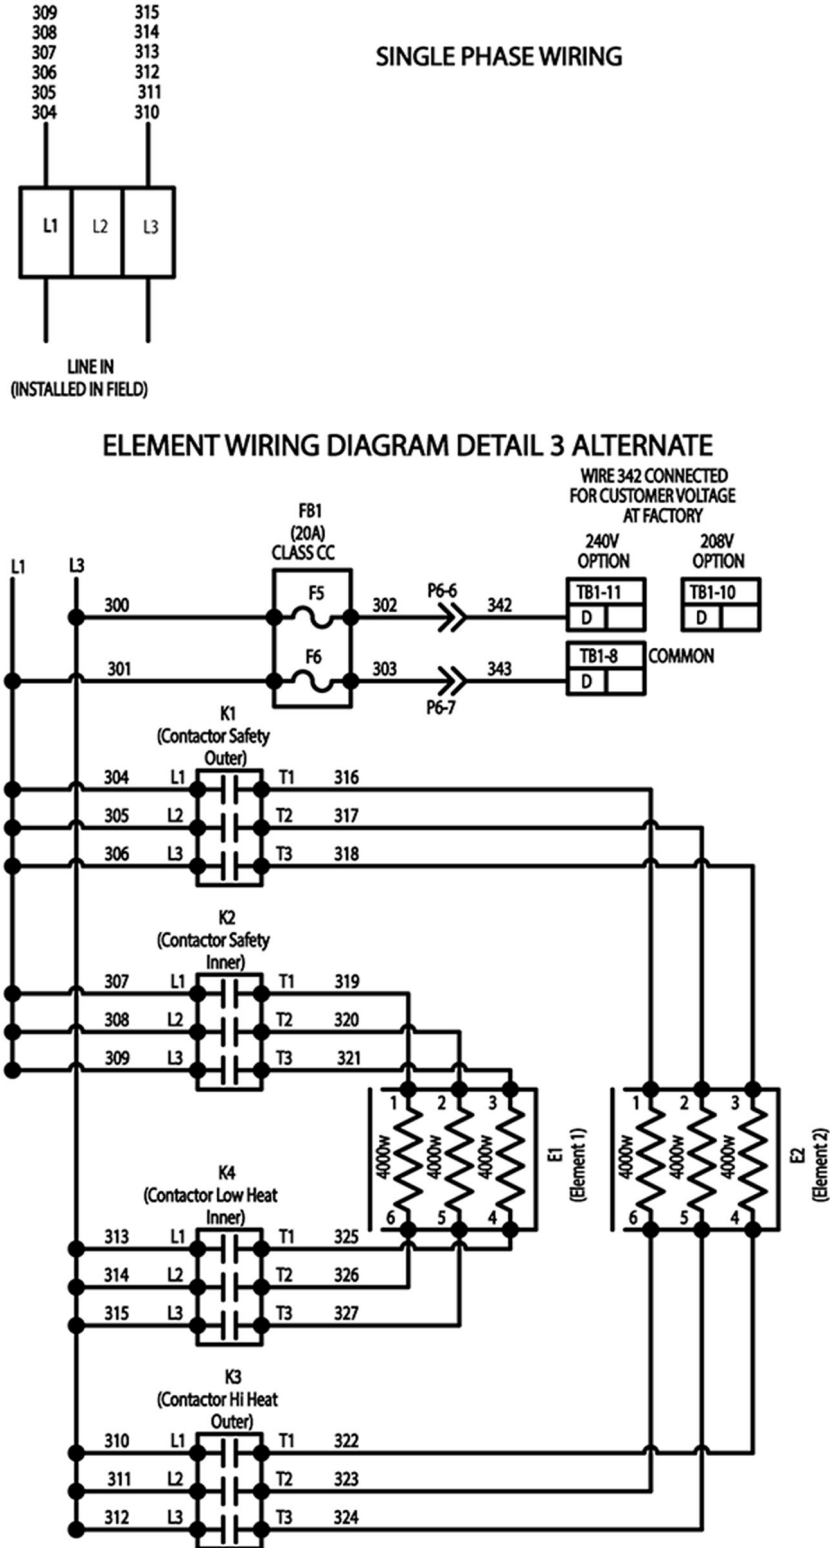 309 315
308 314
307 313
306 312
305 311
304 310
SINGLE PHASE WIRING
L1 L2 L3
LINE IN
(INSTALLED IN FIELD)
ELEMENT WIRING DIAGRAM DETAIL 3 ALTERNATE
WIRE 342 CONNECTED
FOR CUSTOMER VOLTAGE
AT FACTORY
240V
OPTION
208V
OPTION
FB1
(20A)
CLASS CC
L1 L3
300 F5 302 P6-6 342 TB1-11 TB1-10
D D
301 F6 303 P6-7 343 TB1-8 COMMON
D
K1
(Contactor Safety
Outer)
304 L1 T1 316
305 L2 T2 317
306 L3 T3 318
K2
(Contactor Safety
Inner)
307 L1 T1 319
308 L2 T2 320
309 L3 T3 321
1 2 3
4000w 4000w 4000w
6 5 4
E1
(Element 1)
1 2 3
4000w 4000w 4000w
6 5 4
E2
(Element 2)
K4
(Contactor Low Heat
Inner)
313 L1 T1 325
314 L2 T2 326
315 L3 T3 327
K3
(Contactor Hi Heat
Outer)
310 L1 T1 322
311 L2 T2 323
312 L3 T3 324